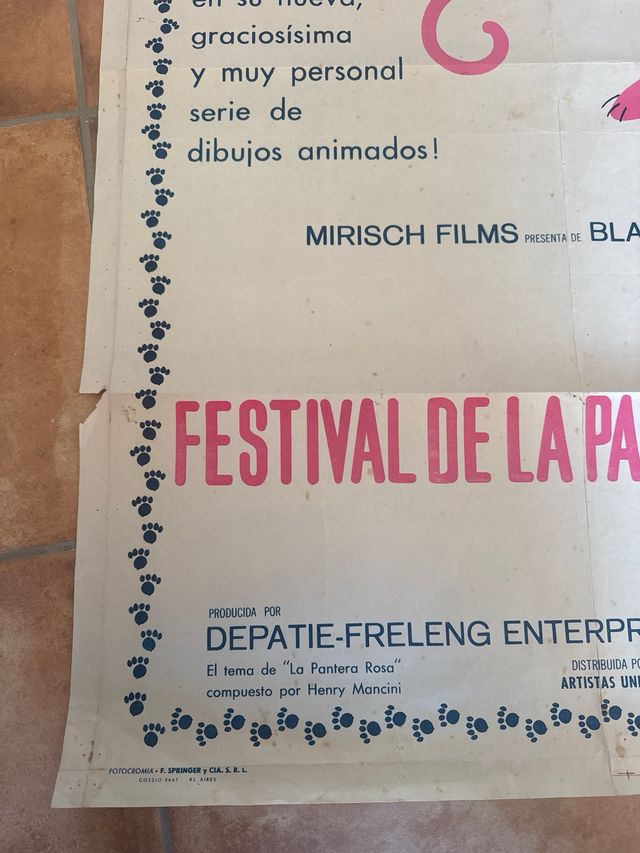 en su nueva,
graciosísima
y muy personal
serie de
dibujos animados!
MIRISCH FILMS PRESENTA DE BLA
FESTIVAL DE LA PA
PRODUCIDA POR
DEPATIE-FRELENG ENTERPR
El tema de "La Pantera Rosa"
compuesto por Henry Mancini
DISTRIBUIDA PO
ARTISTAS UNI
FOTOCROMIA - F. SPRINGER y CIA. S. R. L.
BS. AIRES